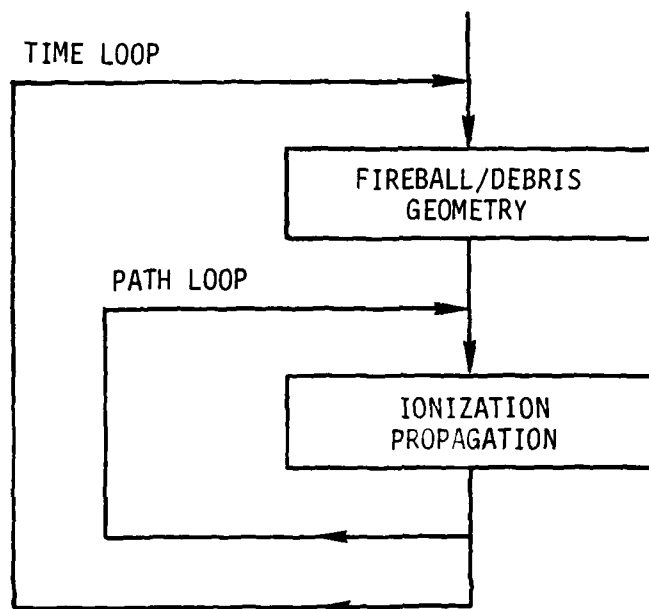 TIME LOOP
FIREBALL/DEBRIS
GEOMETRY
PATH LOOP
IONIZATION
PROPAGATION